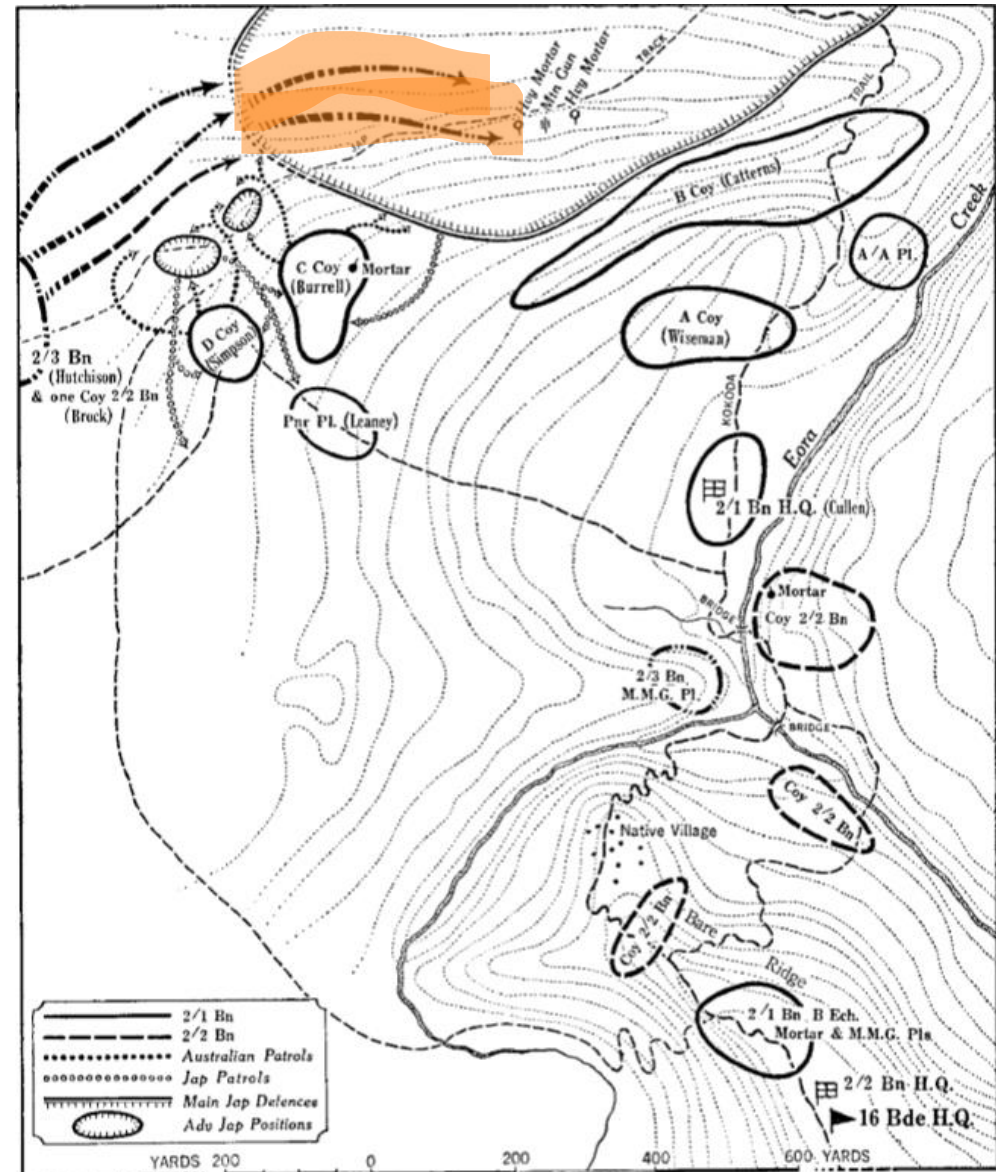 Hvy Mortar
Mtn Gun
Hvy Mortar
TRACK
TRAIL
B Coy (Catterns)
Creek
A/A Pl.
C Coy
(Burrell)
Mortar
A Coy
(Wiseman)
D Coy
(Simpson)
2/3 Bn
(Hutchison)
& one Coy 2/2 Bn
(Brock)
KOKODA
Pnr Pl. (Leaney)
Eora
2/1 Bn H.Q. (Cullen)
Mortar
Coy 2/2 Bn
BRIDGE
2/3 Bn
M.M.G. Pl.
BRIDGE
Coy 2/2 Bn
Native Village
Coy 2/2 Bn
Bare
Ridge
2/1 Bn B Ech.
Mortar & M.M.G. Pls
2/2 Bn H.Q.
16 Bde H.Q.
2/1 Bn
2/2 Bn
Australian Patrols
Jap Patrols
Main Jap Defences
Adv Jap Positions
YARDS 200 0 200 400 600 YARDS